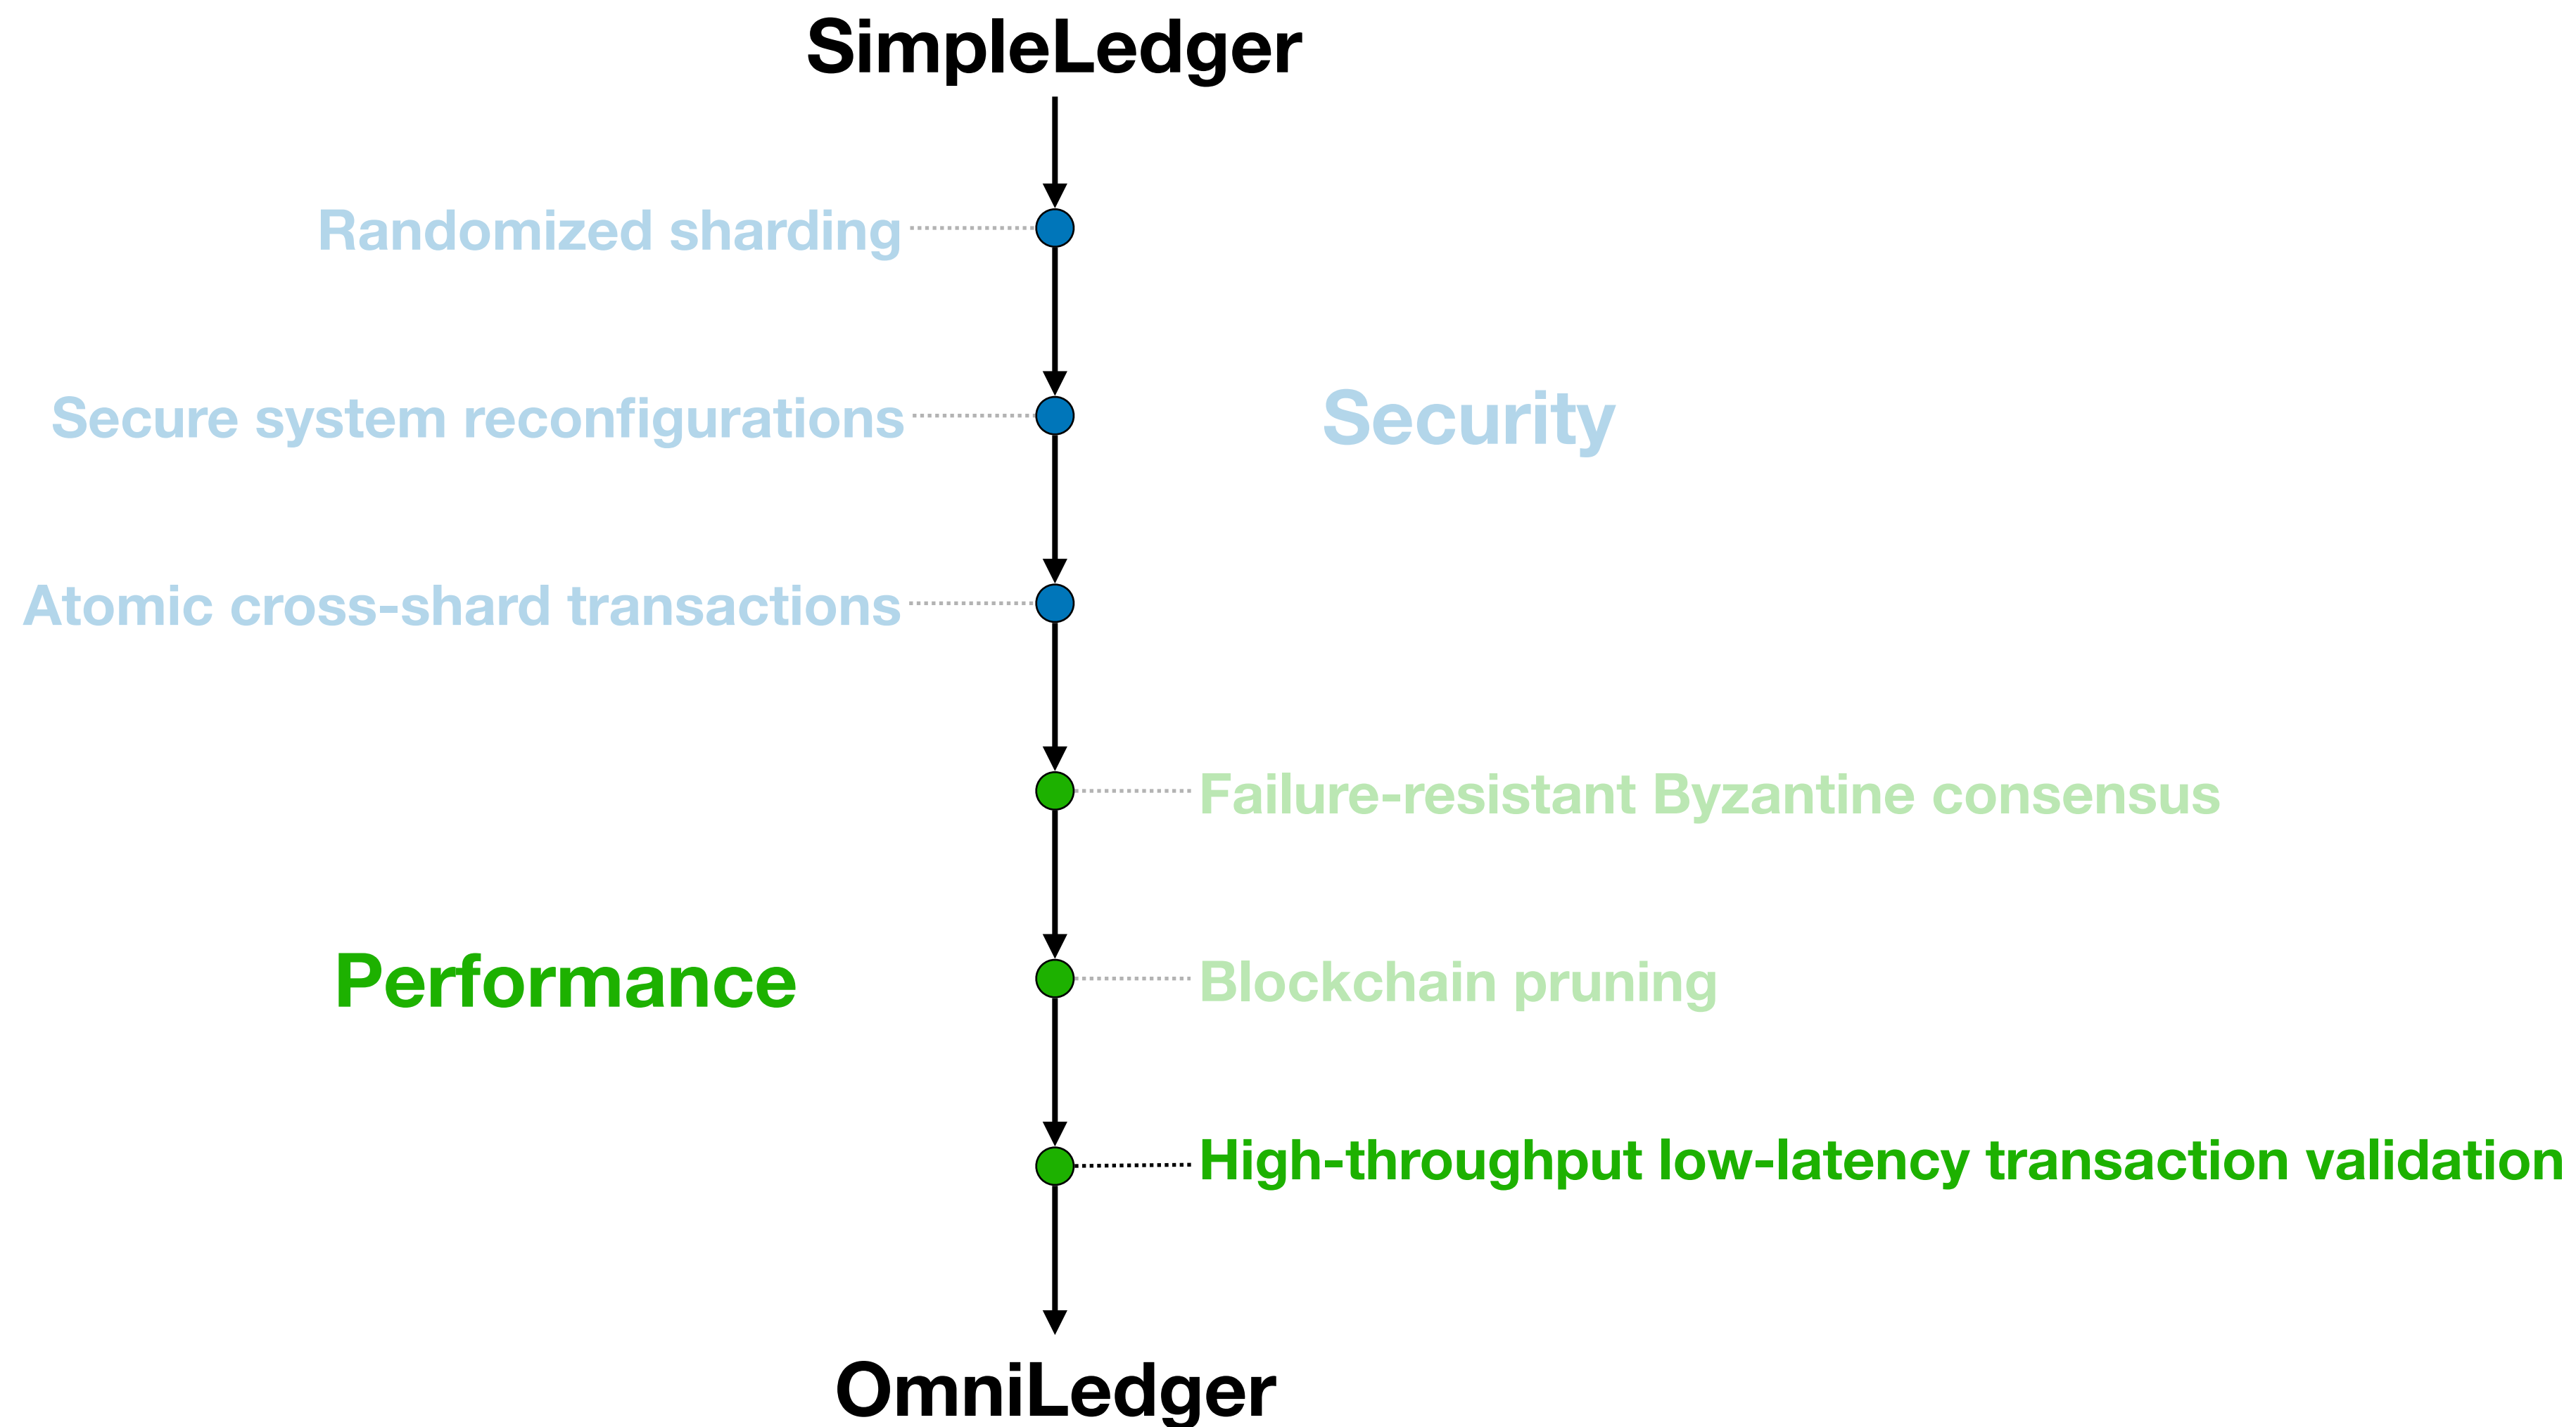 SimpleLedger
Randomized sharding
Secure system reconfigurations
Security
Atomic cross-shard transactions
Failure-resistant Byzantine consensus
Performance
Blockchain pruning
High-throughput low-latency transaction validation
OmniLedger